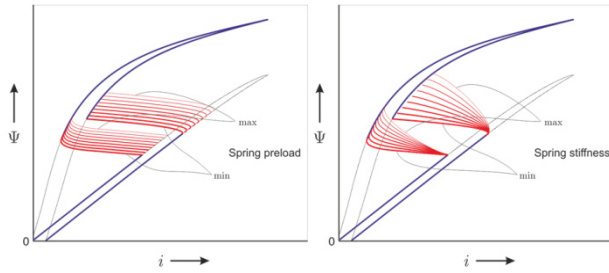 Ψ
max
Spring preload
min
0
i
Ψ
max
Spring stiffness
min
0
i